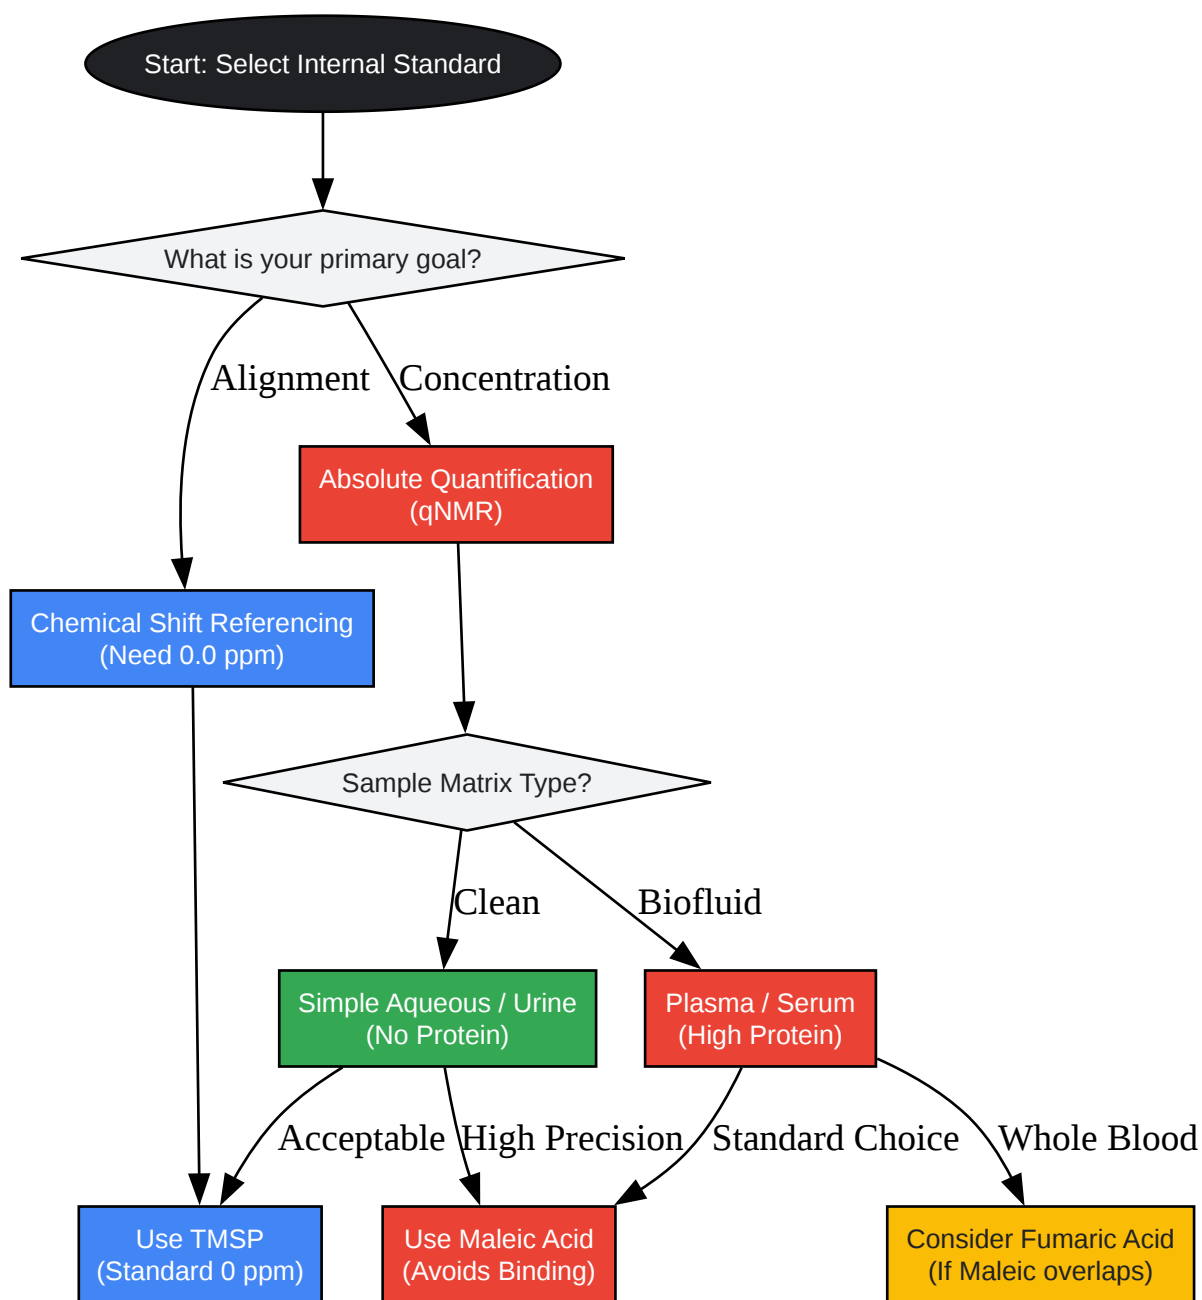 Start: Select Internal Standard
What is your primary goal?
Alignment
Concentration
Absolute Quantification
(qNMR)
Chemical Shift Referencing
(Need 0.0 ppm)
Sample Matrix Type?
Clean
Biofluid
Simple Aqueous / Urine
(No Protein)
Plasma / Serum
(High Protein)
Acceptable
High Precision
Standard Choice
Whole Blood
Use TMSP
(Standard 0 ppm)
Use Maleic Acid
(Avoids Binding)
Consider Fumaric Acid
(If Maleic overlaps)